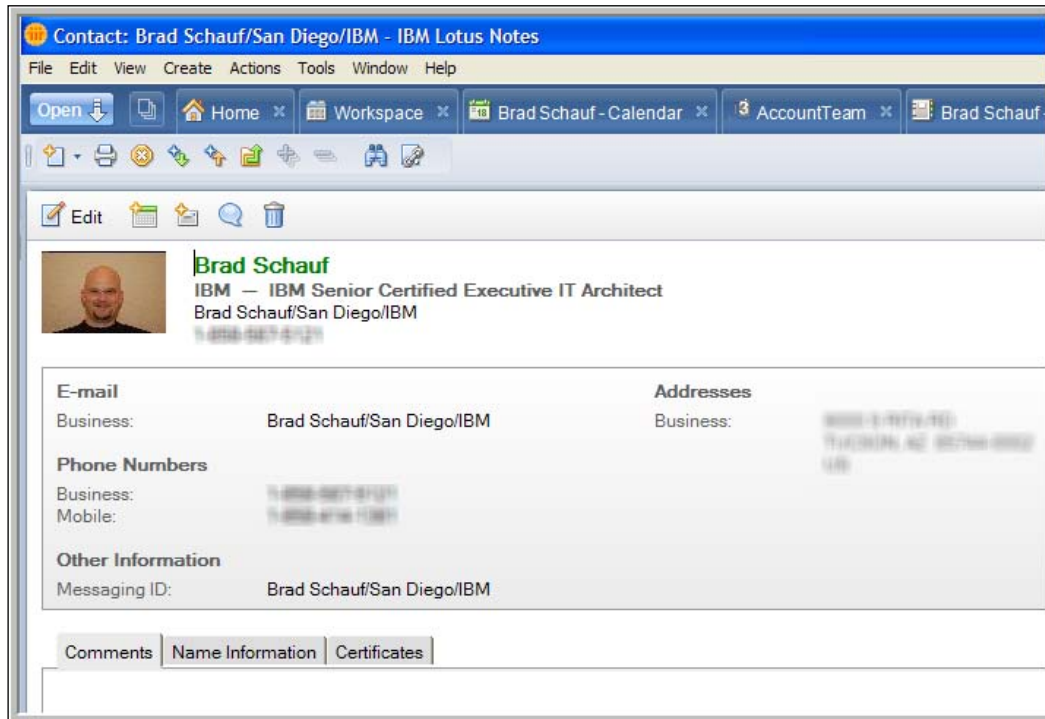 Contact: Brad Schauf/San Diego/IBM - IBM Lotus Notes
File Edit View Create Actions Tools Window Help
Open Home Workspace 18 Brad Schauf - Calendar 3 AccountTeam Brad Schauf -
Edit
Brad Schauf
IBM — IBM Senior Certified Executive IT Architect
Brad Schauf/San Diego/IBM
E-mail Addresses
Business: Brad Schauf/San Diego/IBM Business:
Phone Numbers
Business:
Mobile:
Other Information
Messaging ID: Brad Schauf/San Diego/IBM
Comments Name Information Certificates